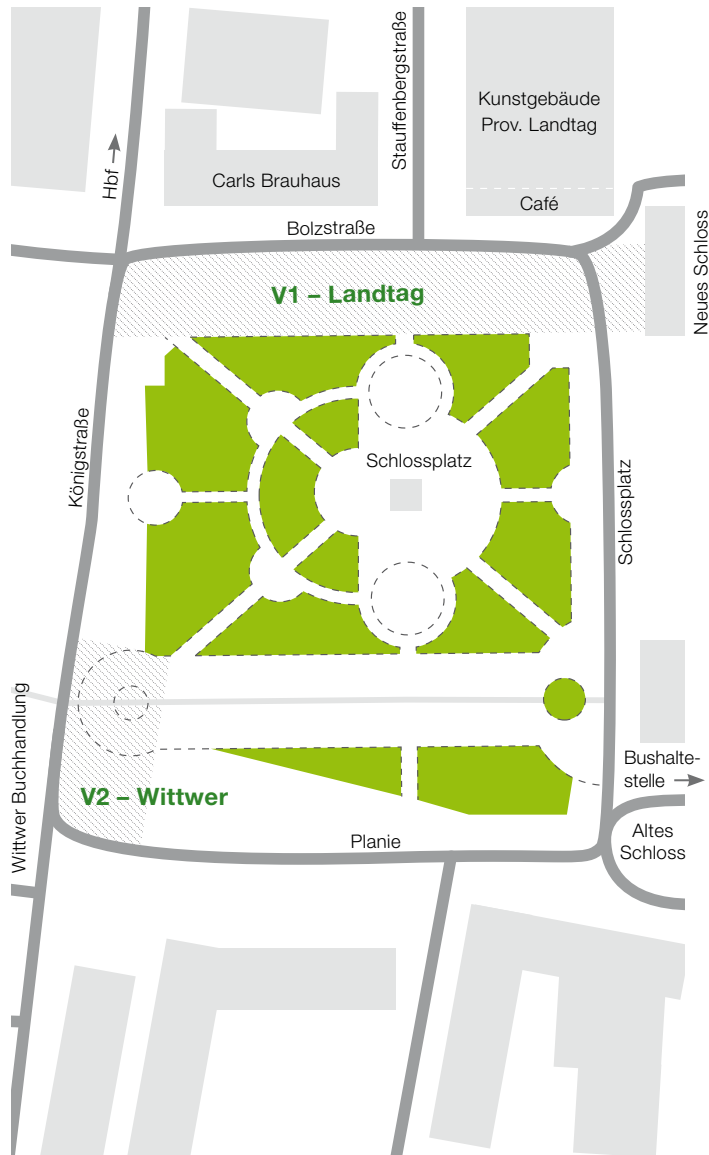 Stauffenbergstraße
Kunstgebäude
Prov. Landtag
Hbf →
Carls Brauhaus
Café
Bolzstraße
Neues Schloss
V1 – Landtag
Königstraße
Schlossplatz
Schlossplatz
Wittwer Buchhandlung
Bushalte-
stelle →
V2 – Wittwer
Planie
Altes
Schloss